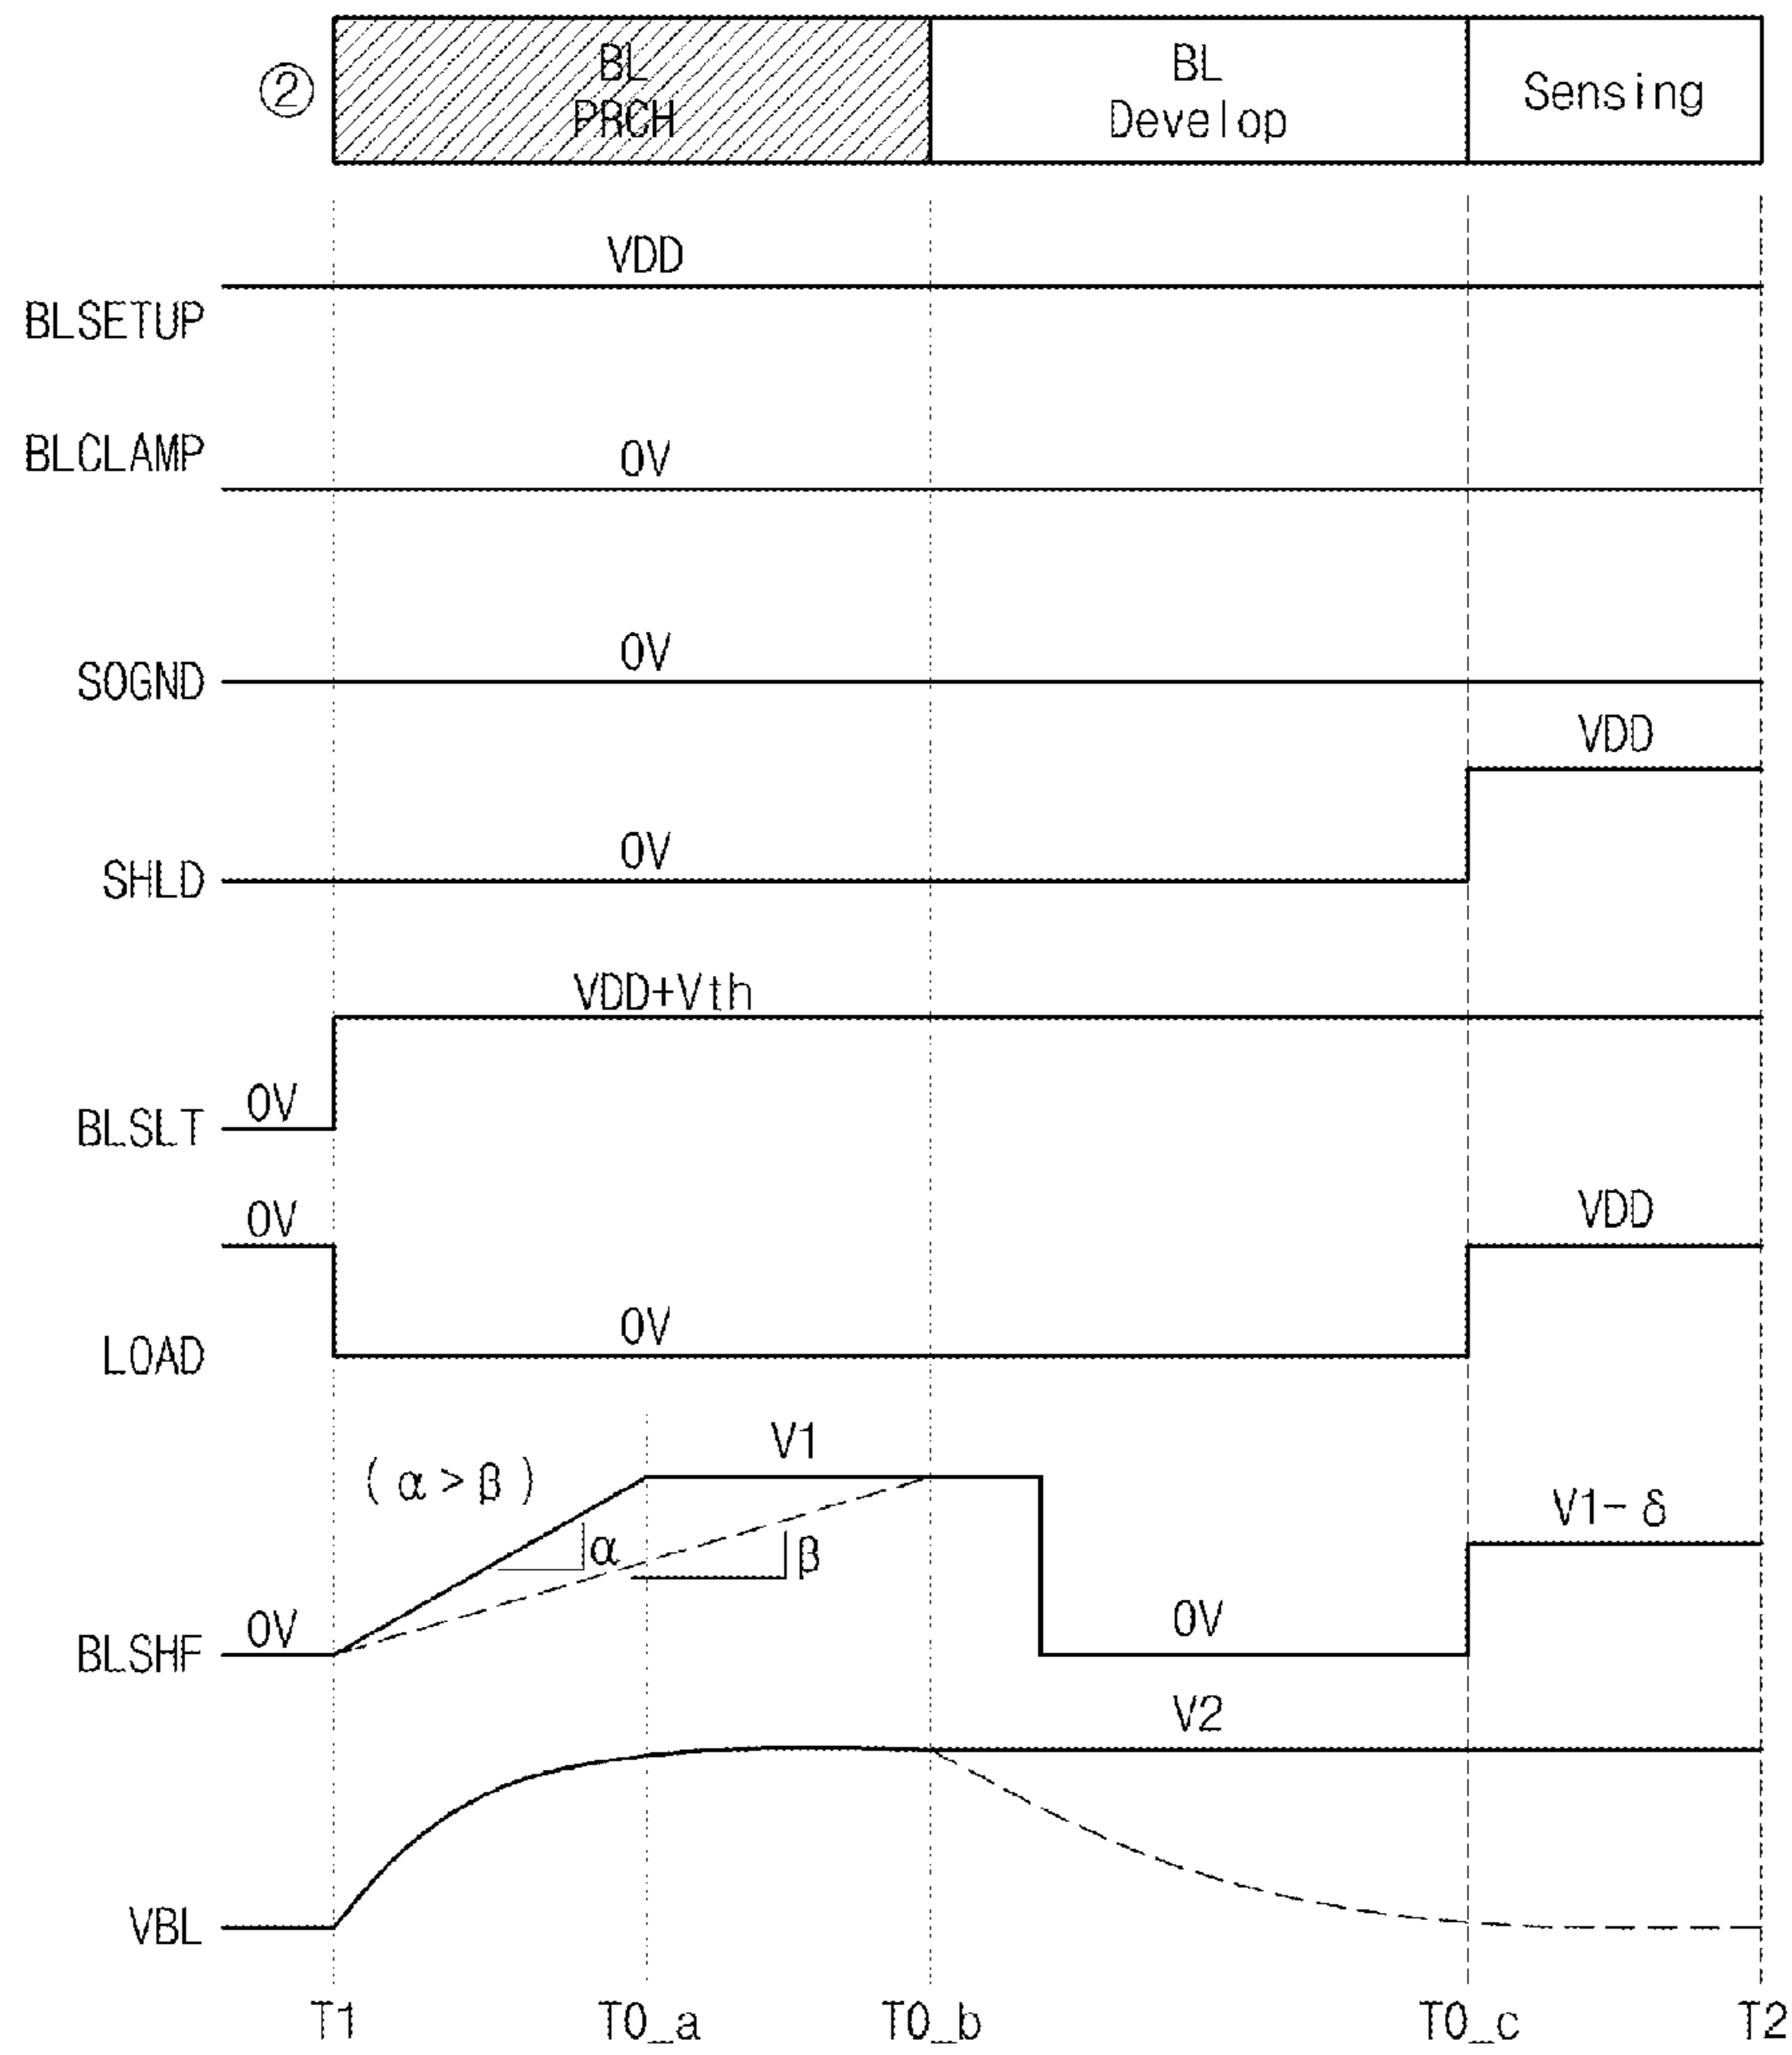 ②
BL
PRCH
BL
Develop
Sensing
VDD
BLSETUP
BLCLAMP
0V
SOGND
0V
VDD
SHLD
0V
VDD+Vth
BLSLT
0V
0V
VDD
LOAD
0V
V1
(α>β)
α
β
V1-δ
BLSHF
0V
0V
V2
VBL
T1
T0_a
T0_b
T0_c
T2